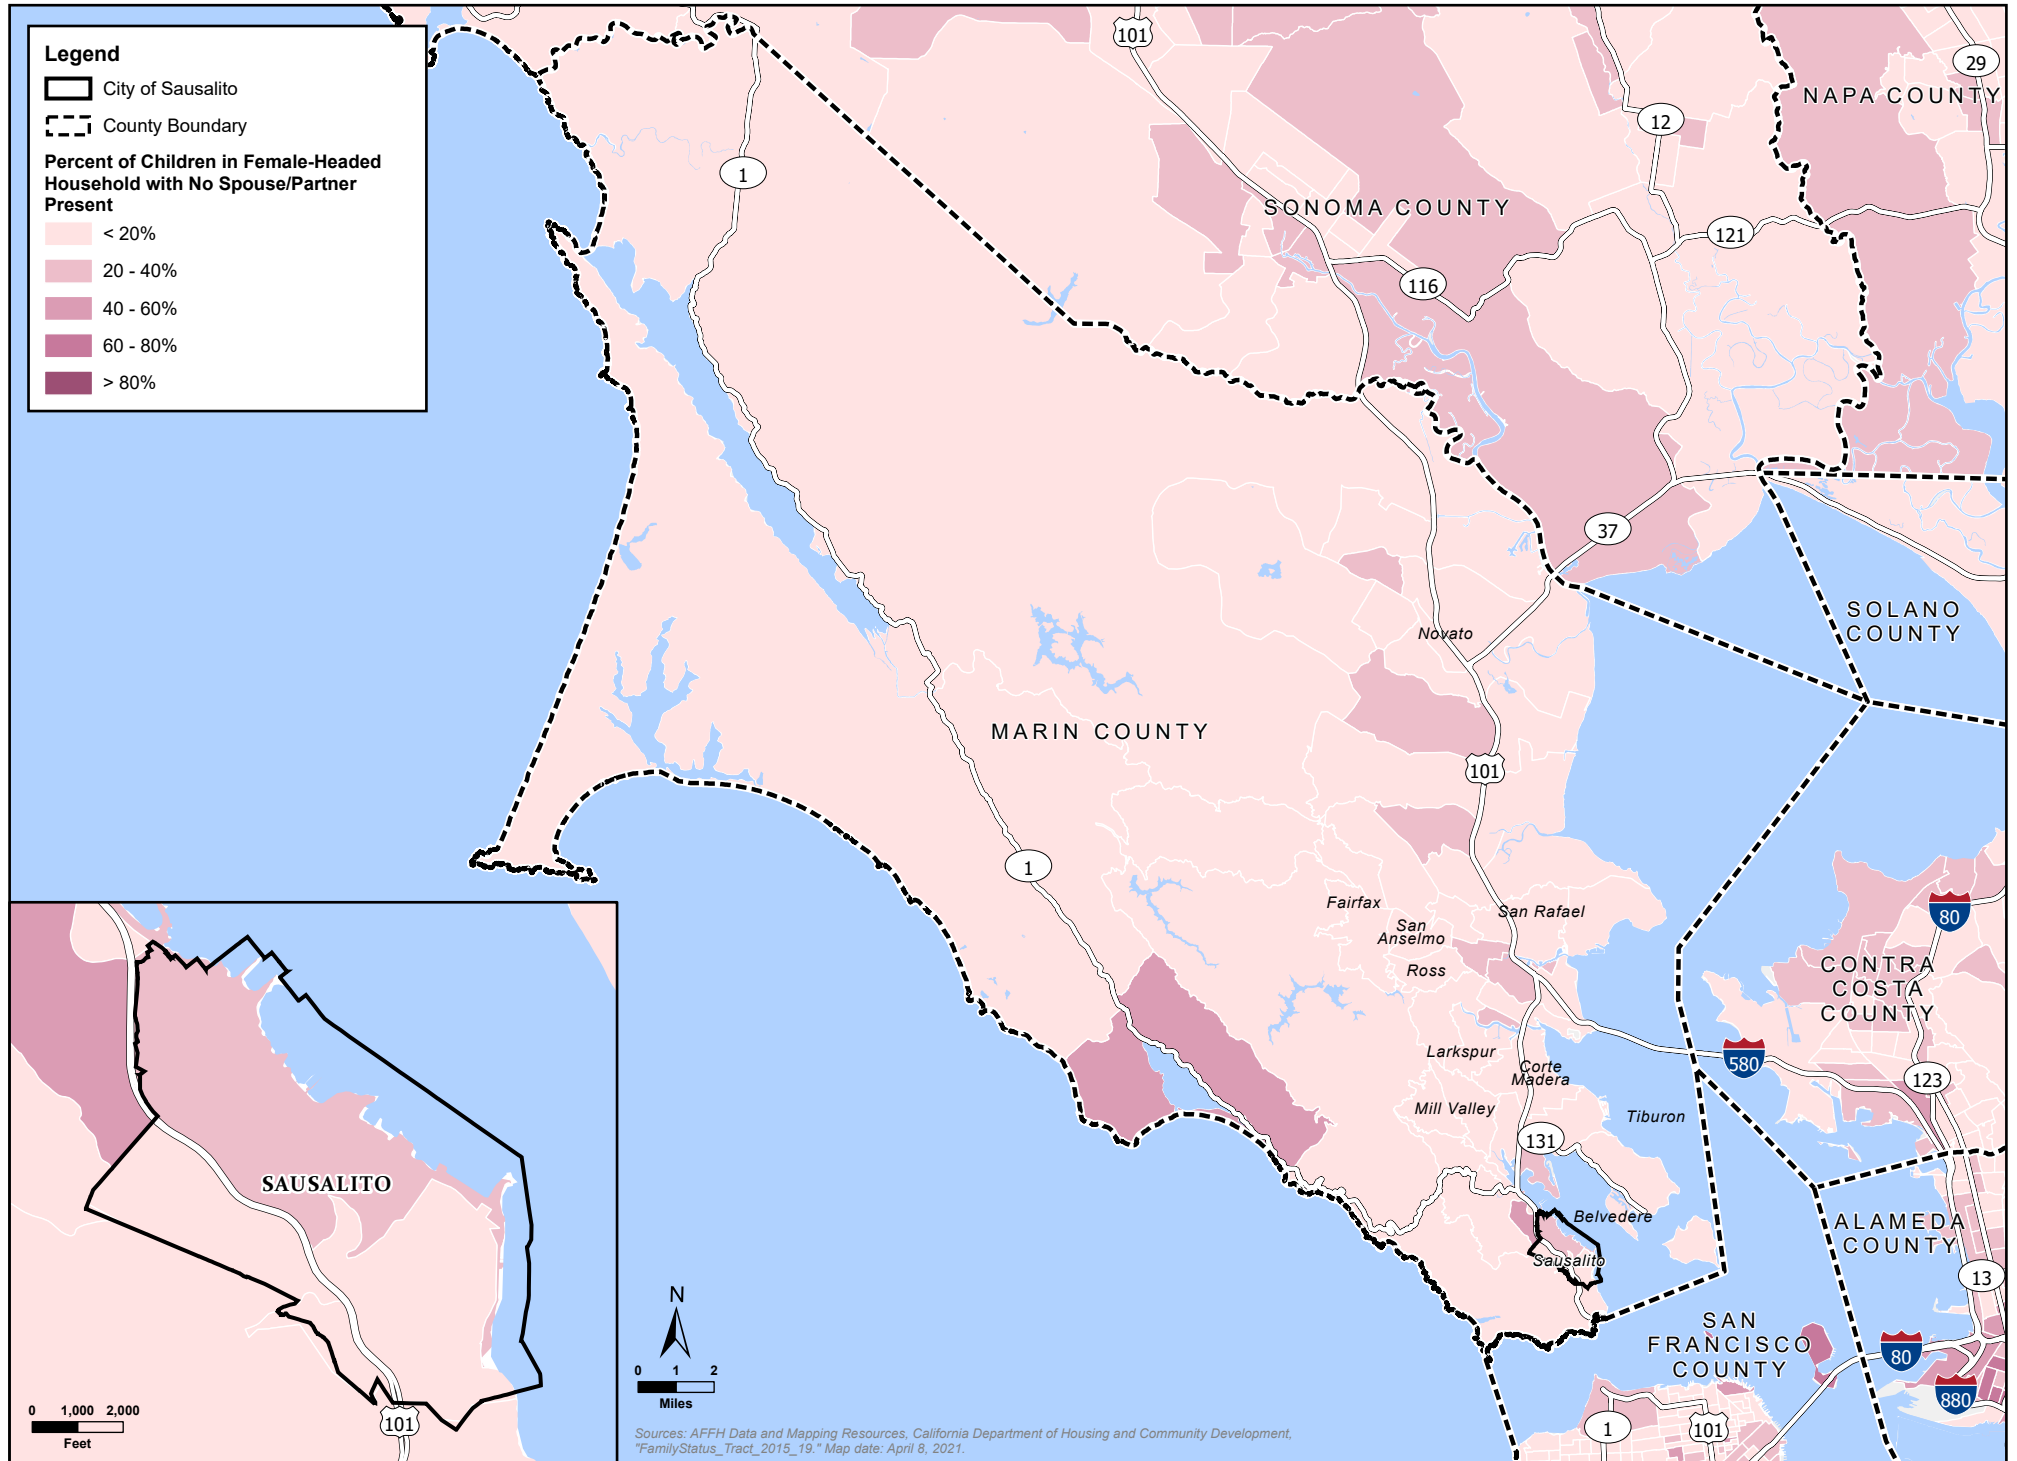 Legend
City of Sausalito
County Boundary
Percent of Children in Female-Headed
Household with No Spouse/Partner
Present
< 20%
20 - 40%
40 - 60%
60 - 80%
> 80%
101
29
NAPA COUNTY
12
1
SONOMA COUNTY
121
116
37
SOLANO
COUNTY
Novato
MARIN COUNTY
101
1
Fairfax
San
Anselmo
San Rafael
Ross
80
CONTRA
COSTA
COUNTY
Larkspur
Corte
Madera
580
123
Mill Valley
Tiburon
131
Belvedere
Sausalito
ALAMEDA
COUNTY
13
SAN
FRANCISCO
COUNTY
80
880
1
101
SAUSALITO
101
0 1,000 2,000
Feet
N
0 1 2
Miles
Sources: AFFH Data and Mapping Resources, California Department of Housing and Community Development,
"FamilyStatus_Tract_2015_19." Map date: April 8, 2021.